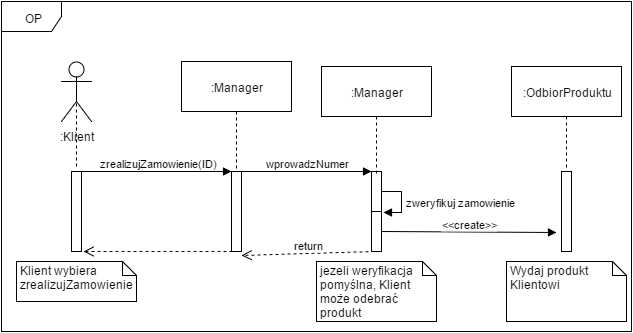 OP
:Klient
:Manager
:Manager
:OdbiorProduktu
zrealizujZamowienie(ID)
wprowadzNumer
zweryfikuj zamowienie
<<create>>
return
Klient wybiera
zrealizujZamowienie
jezeli weryfikacja
pomyślna, Klient
może odebrać
produkt
Wydaj produkt
Klientowi